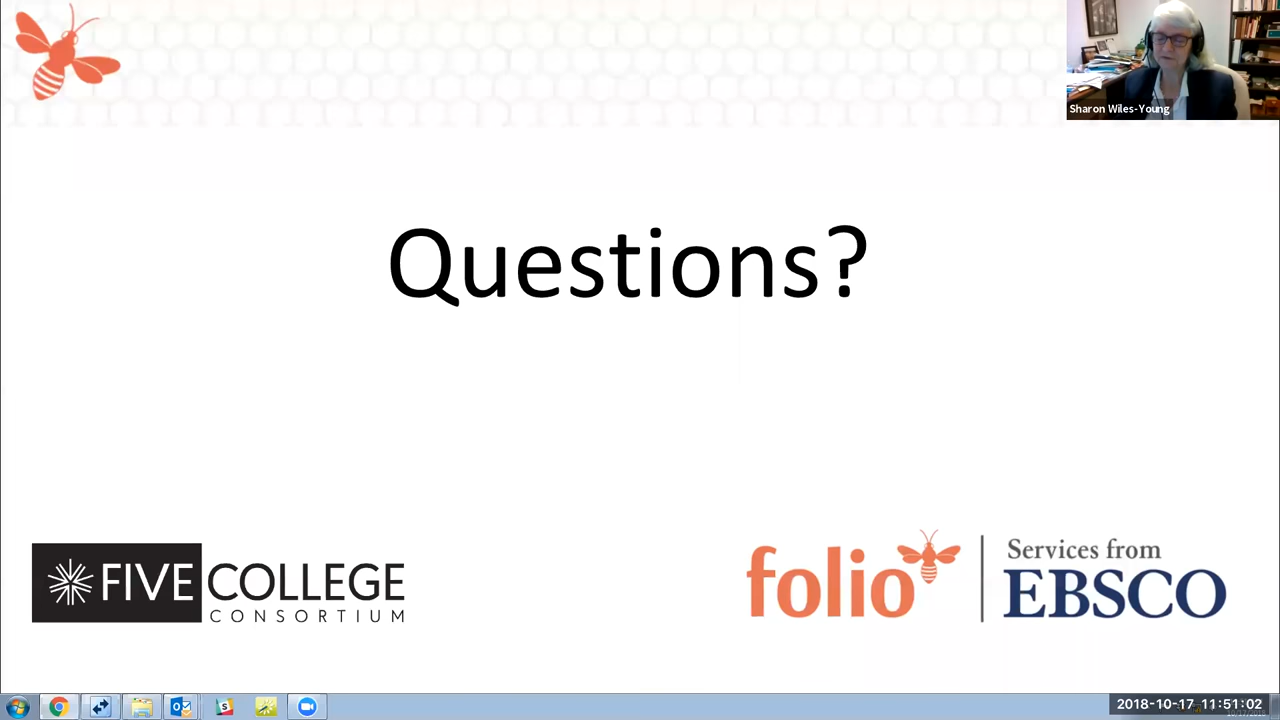 Sharon Wiles-Young
Questions?
FIVE COLLEGE
CONSORTIUM
folio
Services from
EBSCO
2018-10-17 11:51:02